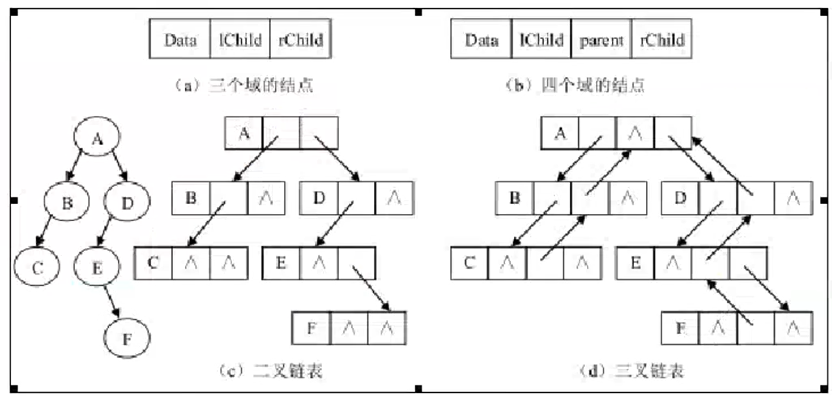 Data lChild rChild
(a) 三个域的结点
Data lChild parent rChild
(b) 四个域的结点
A
B D
C E
F
A
B ∧ D ∧
C ∧ ∧ E ∧
F ∧ ∧
(c) 二叉链表
A ∧
B ∧ D ∧
C ∧ ∧ E ∧
F ∧ ∧
(d) 三叉链表